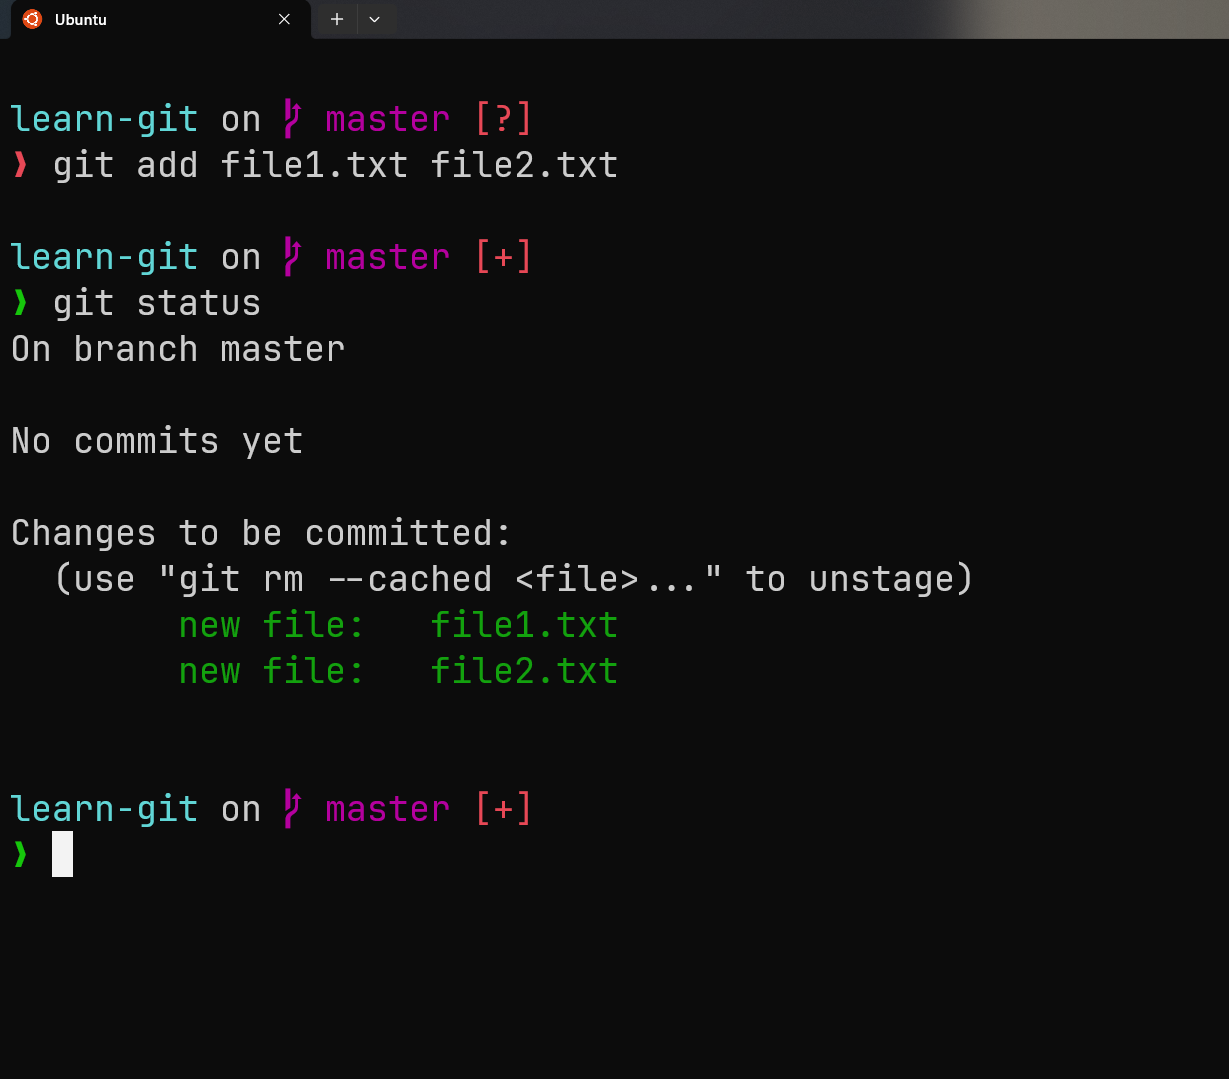 Ubuntu
learn-git on master [?]
❱ git add file1.txt file2.txt
learn-git on master [+]
❱ git status
On branch master
No commits yet
Changes to be committed:
(use "git rm --cached <file>..." to unstage)
new file:   file1.txt
new file:   file2.txt
learn-git on master [+]
❱